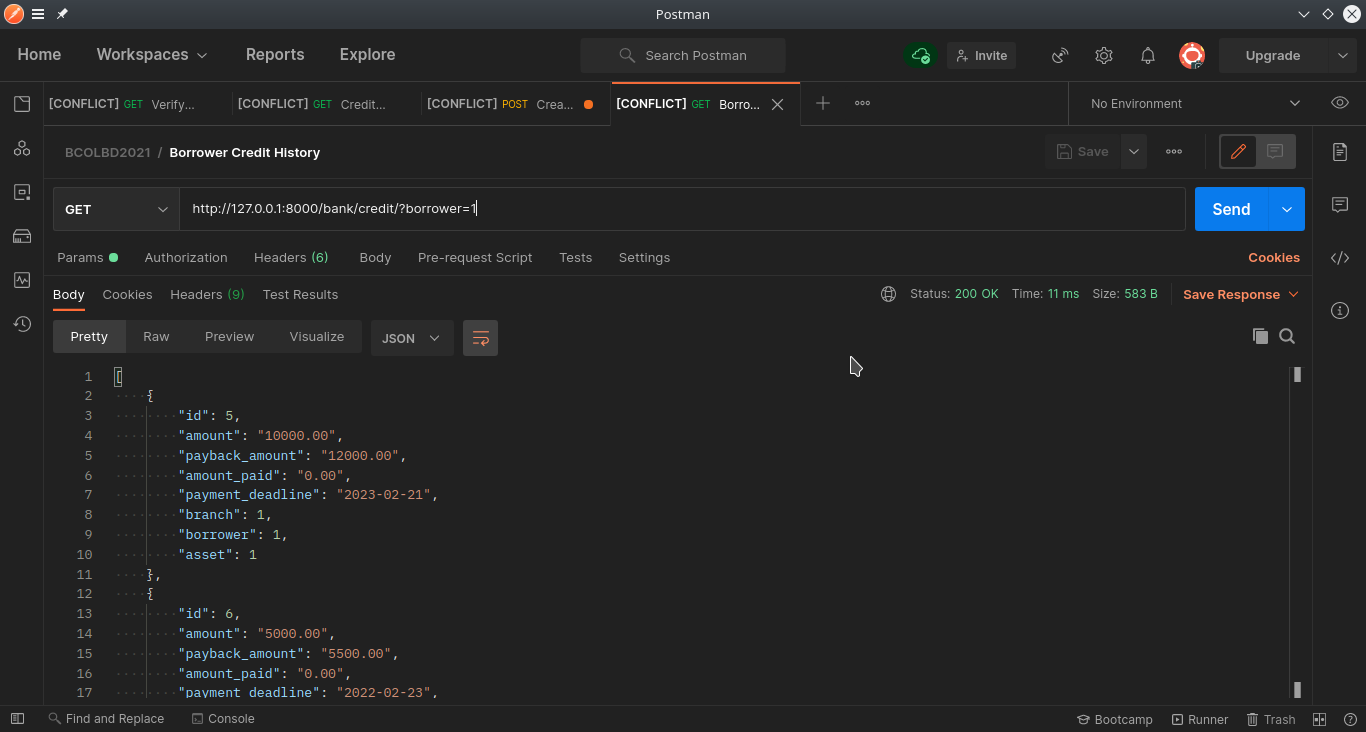 Postman
Home Workspaces Reports Explore Search Postman Invite Upgrade
[CONFLICT] GET Verify... [CONFLICT] GET Credit... [CONFLICT] POST Crea... [CONFLICT] GET Borro... No Environment
BCOLBD2021 / Borrower Credit History Save
GET http://127.0.0.1:8000/bank/credit/?borrower=1 Send
Params Authorization Headers (6) Body Pre-request Script Tests Settings Cookies
Body Cookies Headers (9) Test Results Status: 200 OK Time: 11 ms Size: 583 B Save Response
Pretty Raw Preview Visualize JSON
1 [
2 {
3 "id": 5,
4 "amount": "10000.00",
5 "payback_amount": "12000.00",
6 "amount_paid": "0.00",
7 "payment_deadline": "2023-02-21",
8 "branch": 1,
9 "borrower": 1,
10 "asset": 1
11 },
12 {
13 "id": 6,
14 "amount": "5000.00",
15 "payback_amount": "5500.00",
16 "amount_paid": "0.00",
17 "payment_deadline": "2022-02-23",
Find and Replace Console Bootcamp Runner Trash